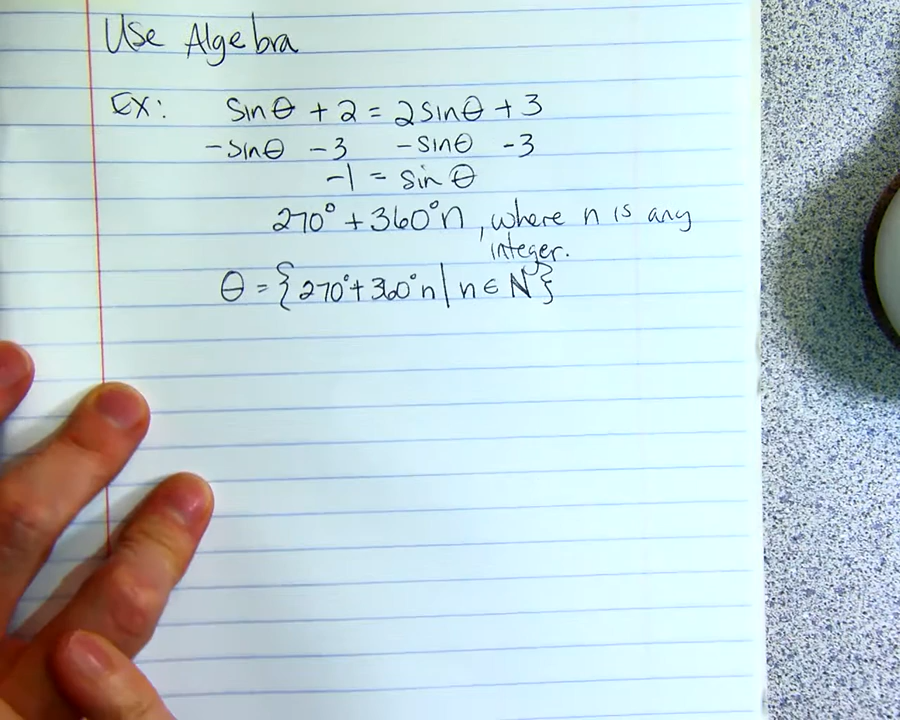 Use Algebra
Ex: sinθ + 2 = 2sinθ + 3
-sinθ -3 -sinθ -3
-1 = sinθ
270° + 360°n, where n is any
integer.
θ = {270°+360°n | n ∈ N}